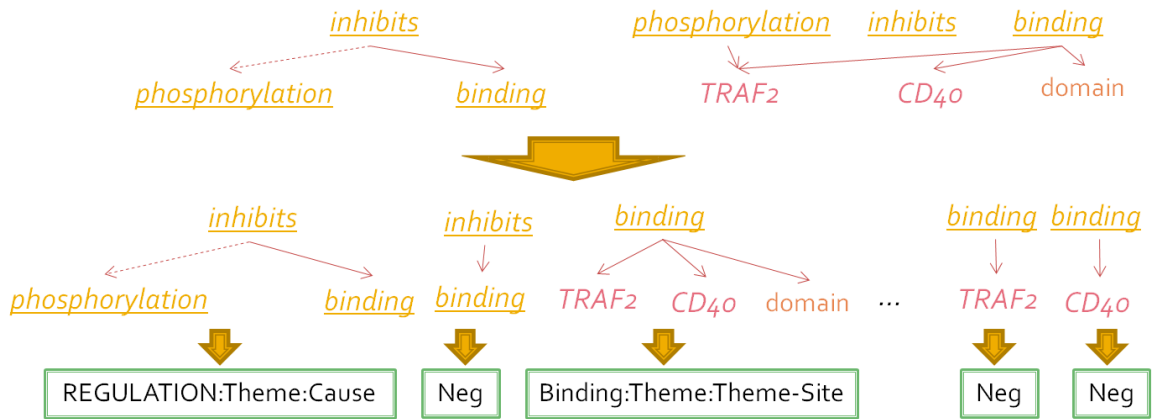 inhibits phosphorylation inhibits binding
phosphorylation binding TRAF2 CD40 domain
inhibits inhibits binding binding binding
phosphorylation binding binding TRAF2 CD40 domain ... TRAF2 CD40
REGULATION:Theme:Cause Neg Binding:Theme:Theme-Site Neg Neg